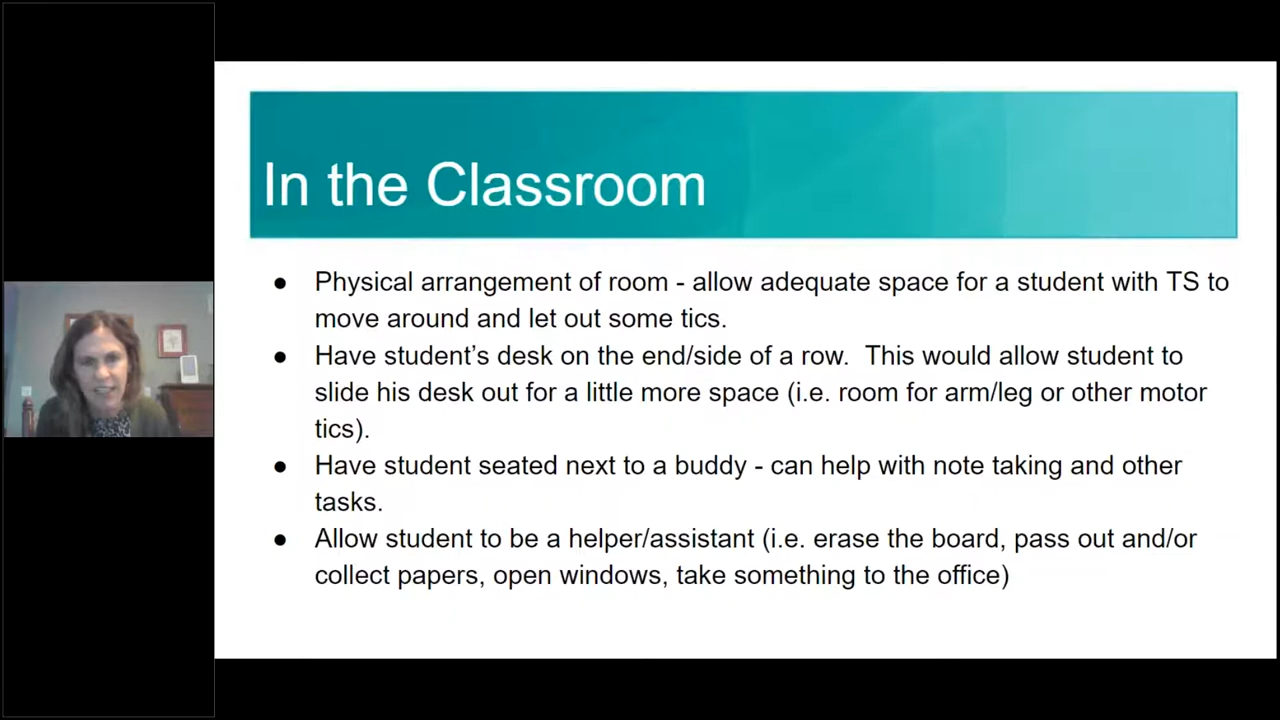 In the Classroom
● Physical arrangement of room - allow adequate space for a student with TS to
move around and let out some tics.
● Have student’s desk on the end/side of a row.  This would allow student to
slide his desk out for a little more space (i.e. room for arm/leg or other motor
tics).
● Have student seated next to a buddy - can help with note taking and other
tasks.
● Allow student to be a helper/assistant (i.e. erase the board, pass out and/or
collect papers, open windows, take something to the office)